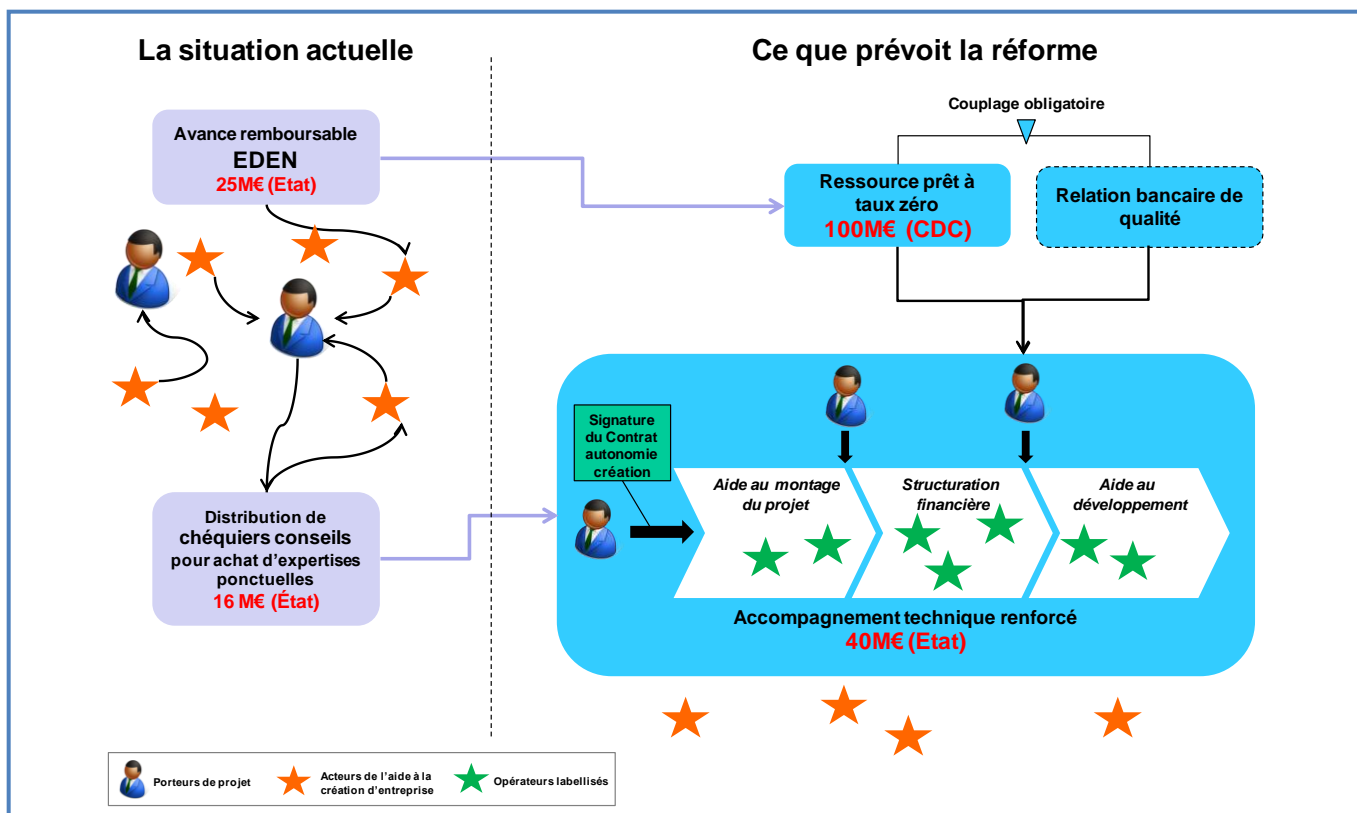 La situation actuelle
Avance remboursable
EDEN
25M€ (Etat)
Distribution de
chéquiers conseils
pour achat d'expertises
ponctuelles
16 M€ (État)
Ce que prévoit la réforme
Couplage obligatoire
Ressource prêt à
taux zéro
100M€ (CDC)
Relation bancaire de
qualité
Signature
du Contrat
autonomie
création
Aide au montage
du projet
Structuration
financière
Aide au
développement
Accompagnement technique renforcé
40M€ (Etat)
Porteurs de projet
Acteurs de l'aide à la
création d'entreprise
Opérateurs labellisés